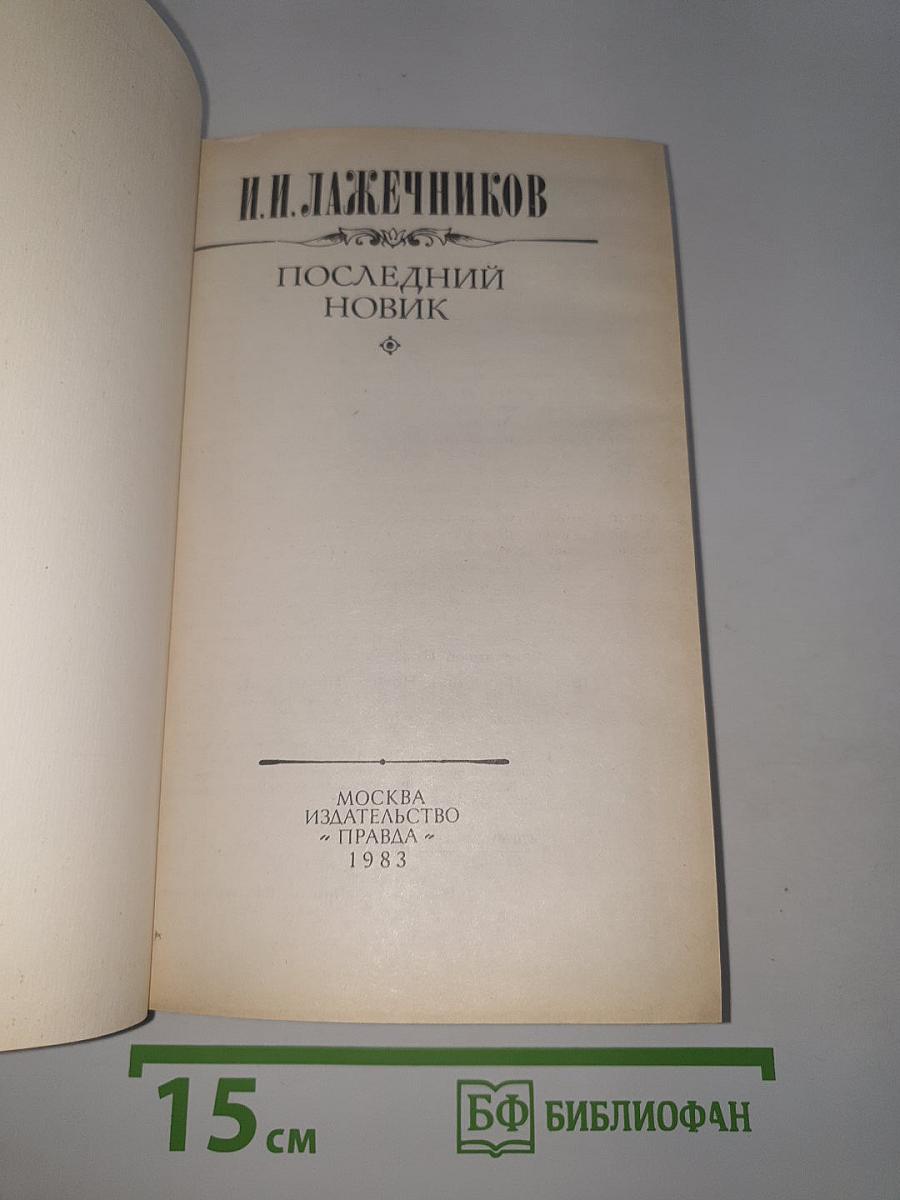 И.И. ЛАЖЕЧНИКОВ
ПОСЛЕДНИЙ
НОВИК
МОСКВА
ИЗДАТЕЛЬСТВО
« ПРАВДА »
1983
15 см
БФ БИБЛИОФАН